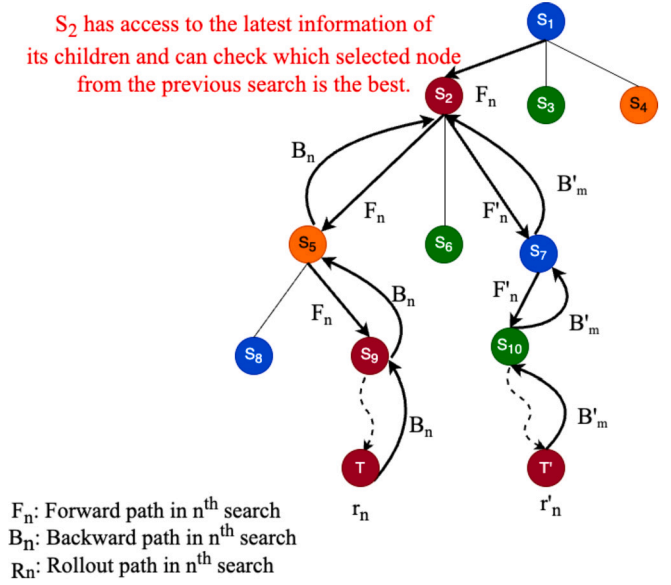 S₂ has access to the latest information of
its children and can check which selected node
from the previous search is the best.
S₁
S₂
Fₙ
S₃
S₄
Bₙ
B'ₘ
Fₙ
F'ₙ
S₅
S₆
S₇
Bₙ
F'ₙ
Fₙ
B'ₘ
S₈
S₉
S₁₀
Bₙ
B'ₘ
T
T'
rₙ
r'ₙ
Fₙ: Forward path in nᵗʰ search
Bₙ: Backward path in nᵗʰ search
Rₙ: Rollout path in nᵗʰ search